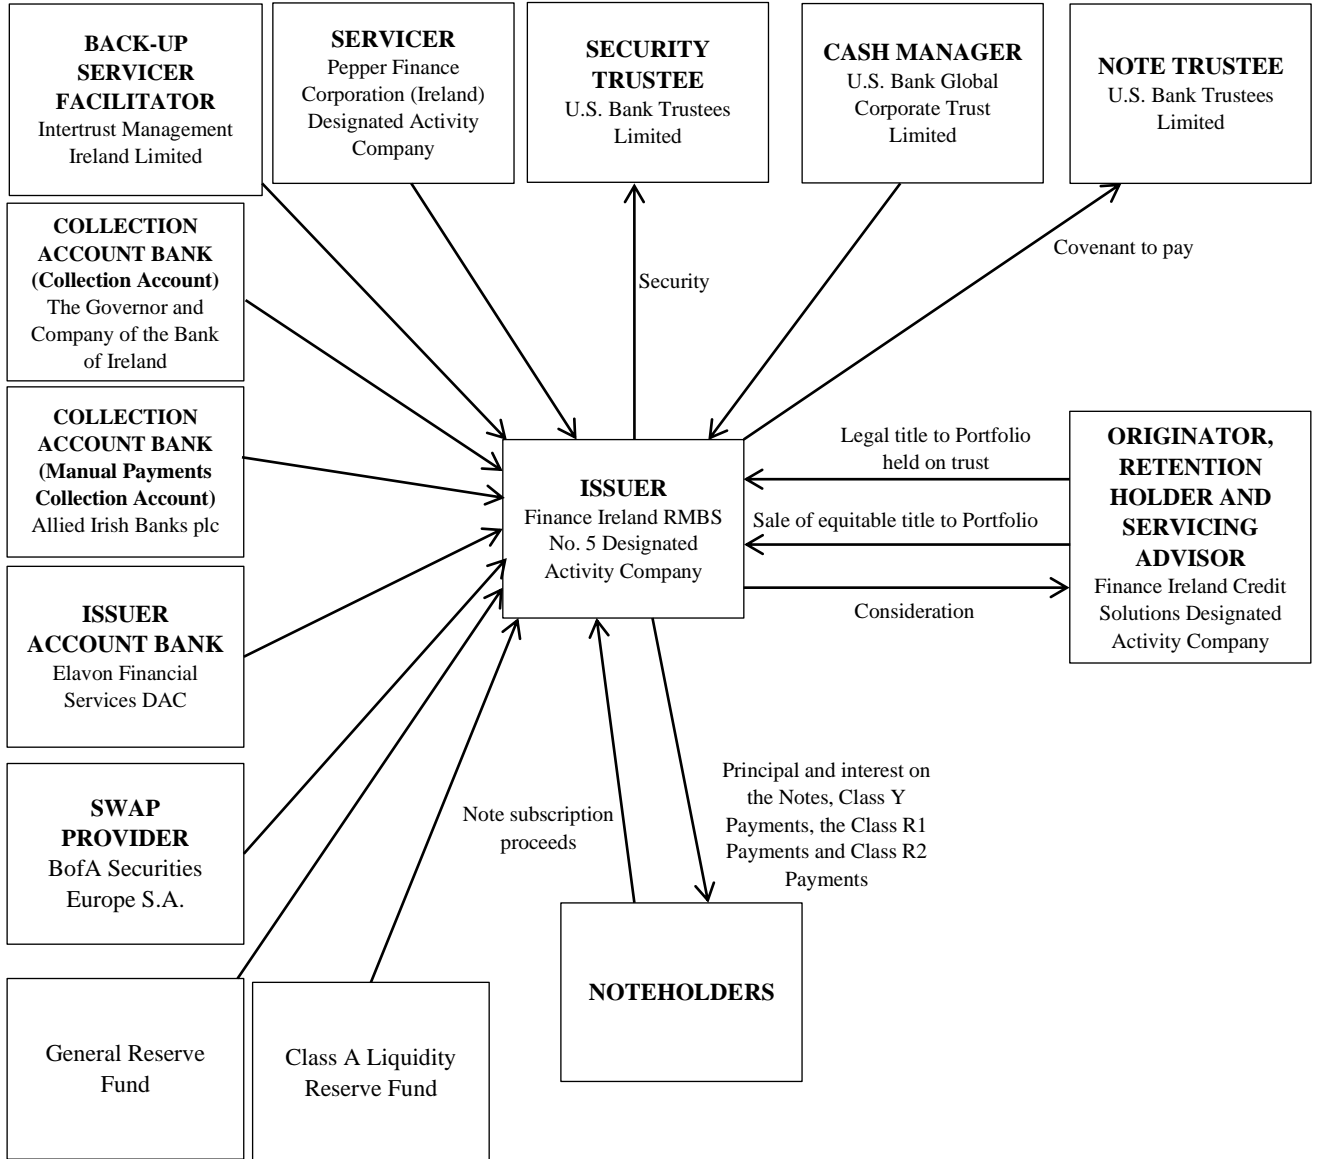 BACK-UP
SERVICER
FACILITATOR
Intertrust Management
Ireland Limited
SERVICER
Pepper Finance
Corporation (Ireland)
Designated Activity
Company
SECURITY
TRUSTEE
U.S. Bank Trustees
Limited
CASH MANAGER
U.S. Bank Global
Corporate Trust
Limited
NOTE TRUSTEE
U.S. Bank Trustees
Limited
COLLECTION
ACCOUNT BANK
(Collection Account)
The Governor and
Company of the Bank
of Ireland
Security
Covenant to pay
COLLECTION
ACCOUNT BANK
(Manual Payments
Collection Account)
Allied Irish Banks plc
ISSUER
Finance Ireland RMBS
No. 5 Designated
Activity Company
Legal title to Portfolio
held on trust
Sale of equitable title to Portfolio
Consideration
ORIGINATOR,
RETENTION
HOLDER AND
SERVICING
ADVISOR
Finance Ireland Credit
Solutions Designated
Activity Company
ISSUER
ACCOUNT BANK
Elavon Financial
Services DAC
SWAP
PROVIDER
BofA Securities
Europe S.A.
Note subscription
proceeds
Principal and interest on
the Notes, Class Y
Payments, the Class R1
Payments and Class R2
Payments
NOTEHOLDERS
General Reserve
Fund
Class A Liquidity
Reserve Fund